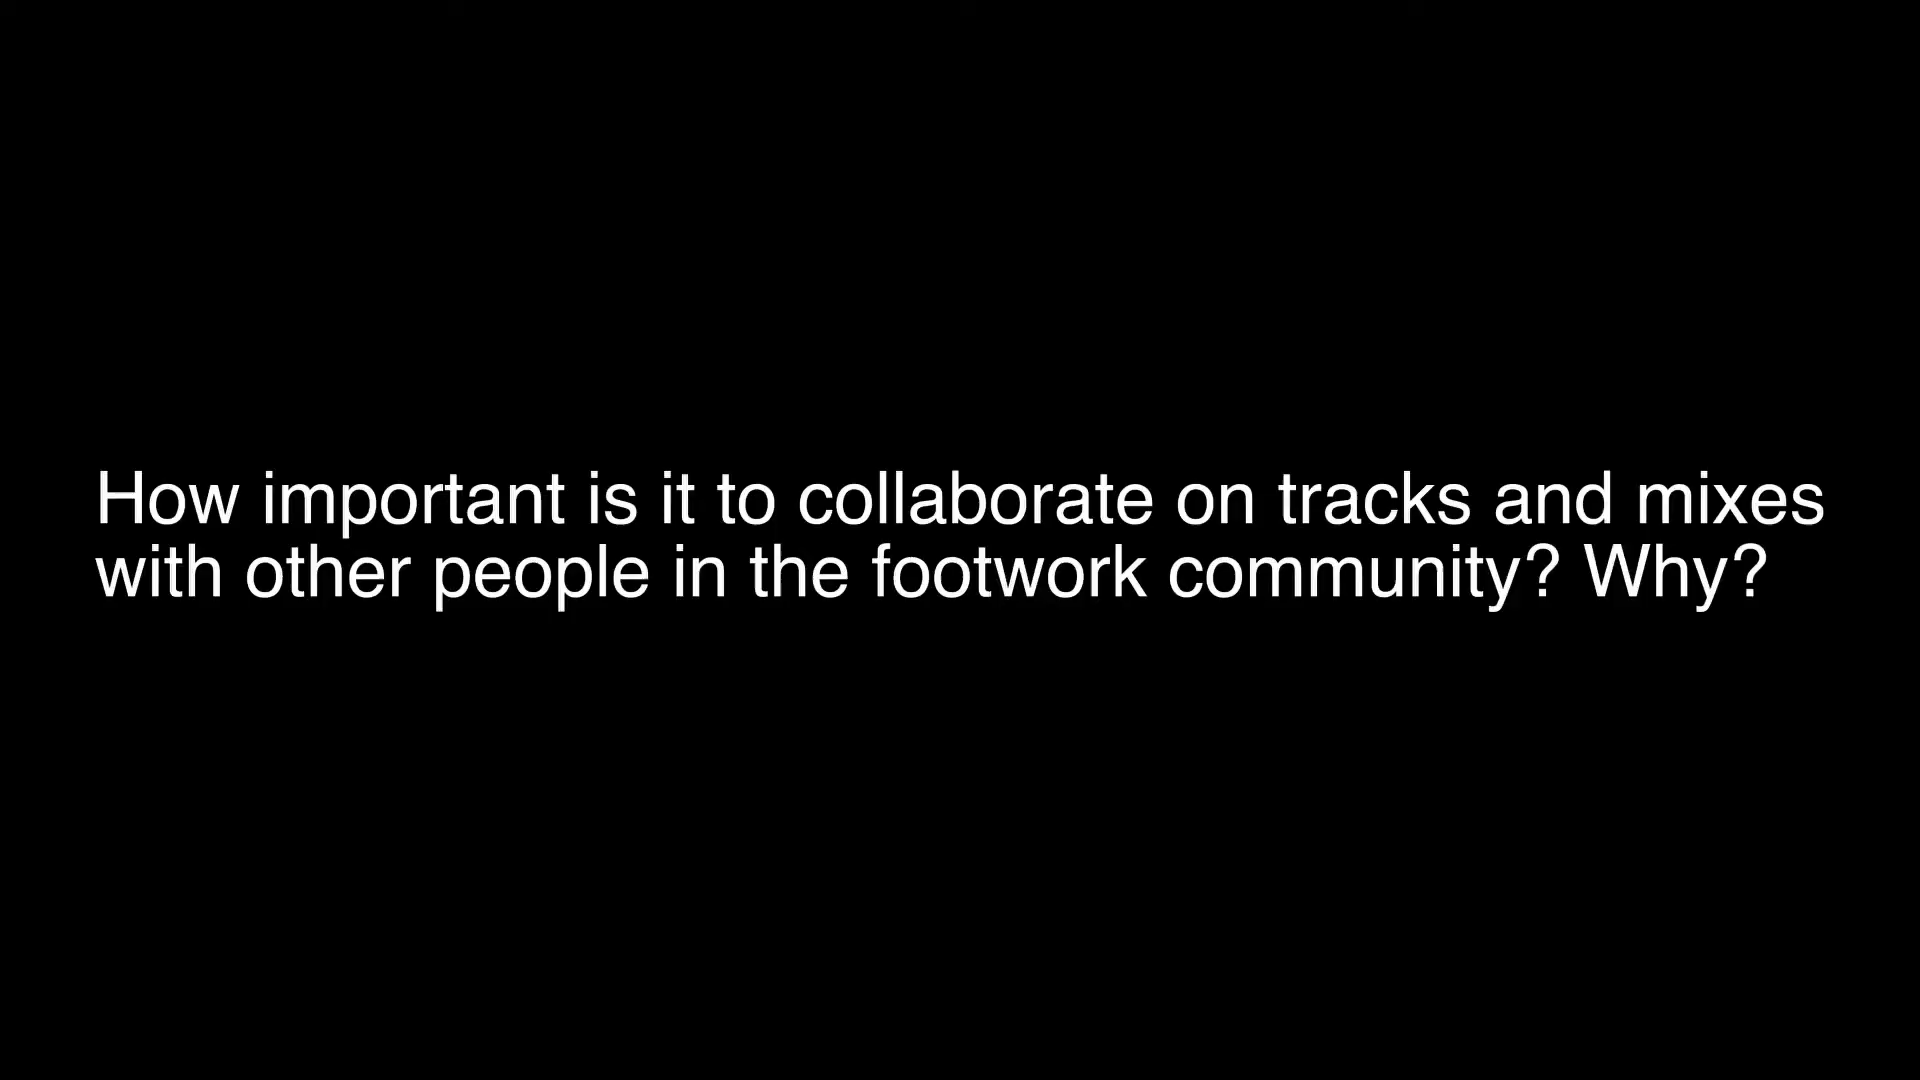 How important is it to collaborate on tracks and mixes
with other people in the footwork community? Why?